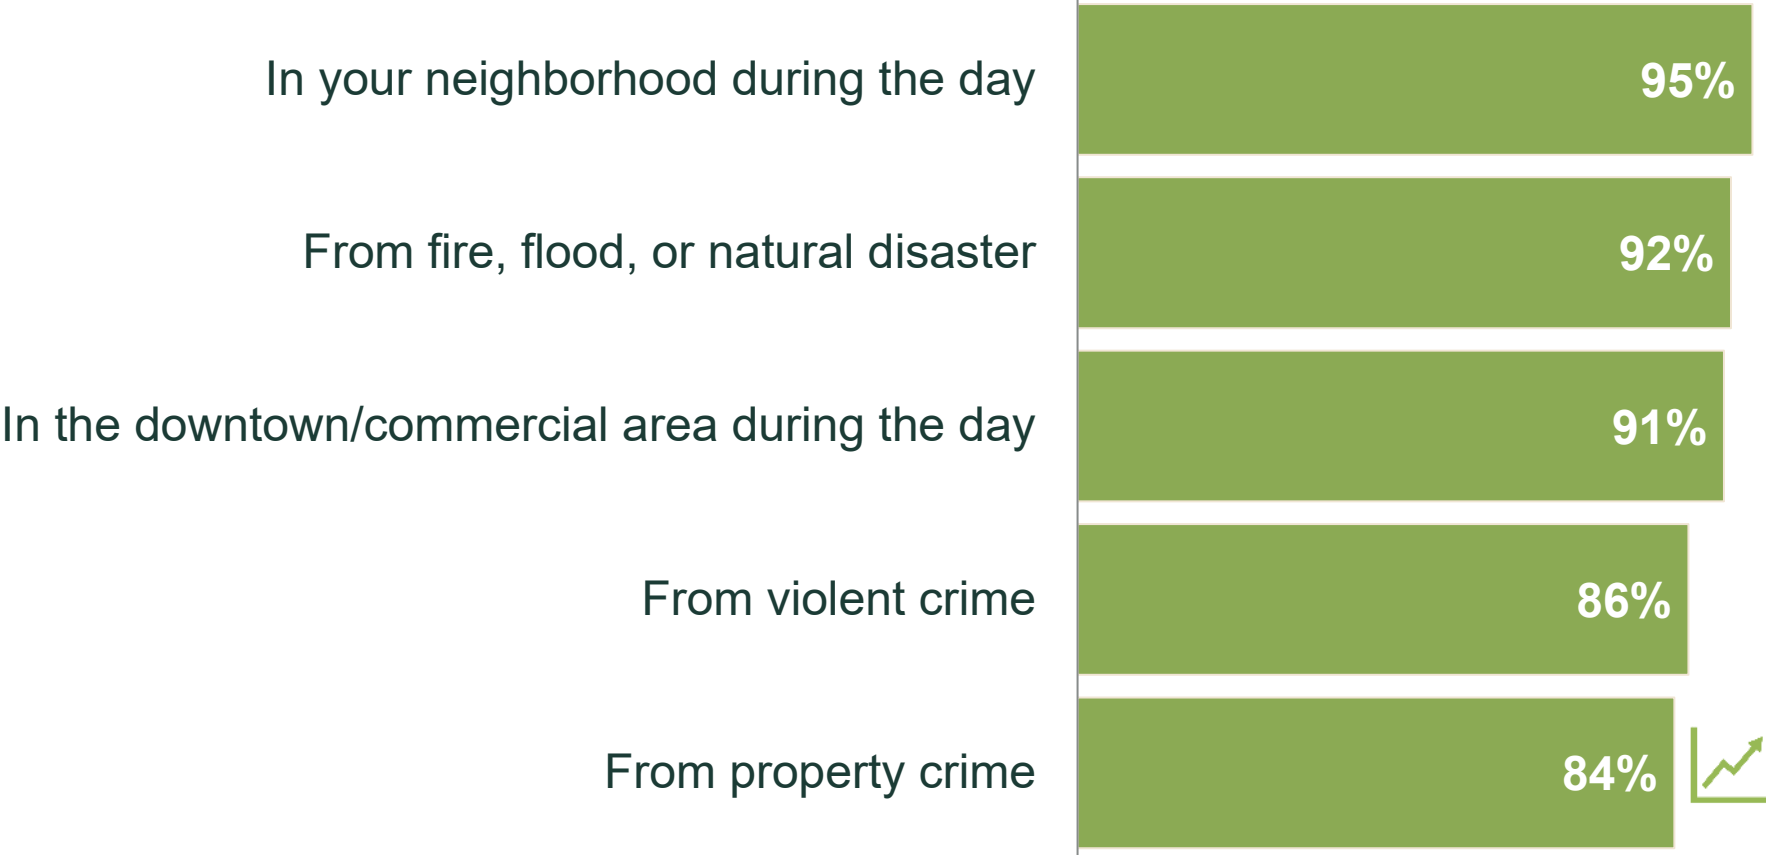 In your neighborhood during the day 95%
From fire, flood, or natural disaster 92%
In the downtown/commercial area during the day 91%
From violent crime 86%
From property crime 84%